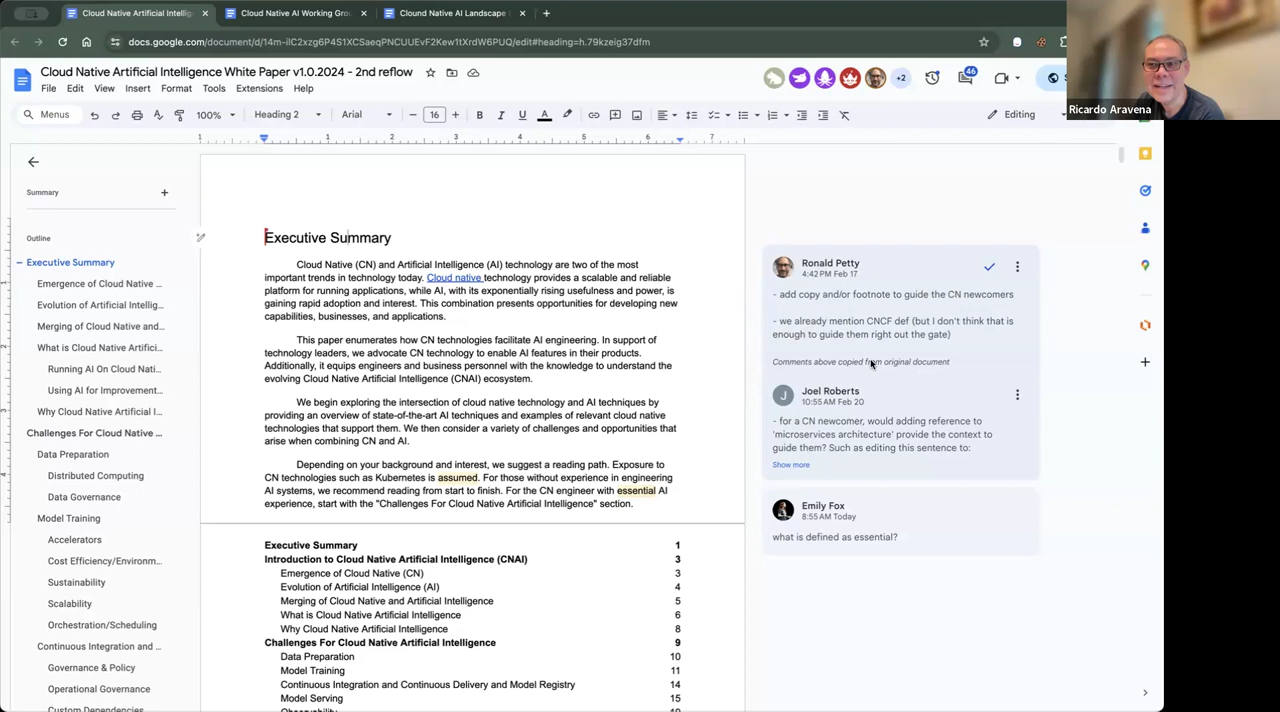 Cloud Native Artificial Intellig
Cloud Native AI Working Gro
Clound Native AI Landscape
docs.google.com/document/d/14m-ilC2xzg6P4S1XCSaeqPNCUUEvF2Kew1tXrdW6PUQ/edit#heading=h.79kzeig37dfm
Ricardo Aravena
Cloud Native Artificial Intelligence White Paper v1.0.2024 - 2nd reflow
File Edit View Insert Format Tools Extensions Help
+2
46
Menus
100%
Heading 2
Arial
16
B I U A
Editing
1 1 2 3 4 5 6 7
Summary
Outline
Executive Summary
Emergence of Cloud Native ...
Evolution of Artificial Intellig...
Merging of Cloud Native and...
What is Cloud Native Artifici...
Running AI On Cloud Nati...
Using AI for Improvement...
Why Cloud Native Artificial I...
Challenges For Cloud Native ...
Data Preparation
Distributed Computing
Data Governance
Model Training
Accelerators
Cost Efficiency/Environm...
Sustainability
Scalability
Orchestration/Scheduling
Continuous Integration and ...
Governance & Policy
Operational Governance
Custom Dependencies
Executive Summary
Cloud Native (CN) and Artificial Intelligence (AI) technology are two of the most
important trends in technology today. Cloud native technology provides a scalable and reliable
platform for running applications, while AI, with its exponentially rising usefulness and power, is
gaining rapid adoption and interest. This combination presents opportunities for developing new
capabilities, businesses, and applications.
This paper enumerates how CN technologies facilitate AI engineering. In support of
technology leaders, we advocate CN technology to enable AI features in their products.
Additionally, it equips engineers and business personnel with the knowledge to understand the
evolving Cloud Native Artificial Intelligence (CNAI) ecosystem.
We begin exploring the intersection of cloud native technology and AI techniques by
providing an overview of state-of-the-art AI techniques and examples of relevant cloud native
technologies that support them. We then consider a variety of challenges and opportunities that
arise when combining CN and AI.
Depending on your background and interest, we suggest a reading path. Exposure to
CN technologies such as Kubernetes is assumed. For those without experience in engineering
AI systems, we recommend reading from start to finish. For the CN engineer with essential AI
experience, start with the "Challenges For Cloud Native Artificial Intelligence" section.
Executive Summary 1
Introduction to Cloud Native Artificial Intelligence (CNAI) 3
Emergence of Cloud Native (CN) 3
Evolution of Artificial Intelligence (AI) 4
Merging of Cloud Native and Artificial Intelligence 5
What is Cloud Native Artificial Intelligence 6
Why Cloud Native Artificial Intelligence 8
Challenges For Cloud Native Artificial Intelligence 9
Data Preparation 10
Model Training 11
Continuous Integration and Continuous Delivery and Model Registry 14
Model Serving 15
Observability
Ronald Petty
4:42 PM Feb 17
- add copy and/or footnote to guide the CN newcomers
- we already mention CNCF def (but I don't think that is
enough to guide them right out the gate)
Comments above copied from original document
J
Joel Roberts
10:55 AM Feb 20
- for a CN newcomer, would adding reference to
'microservices architecture' provide the context to
guide them? Such as editing this sentence to:
Show more
Emily Fox
8:55 AM Today
what is defined as essential?